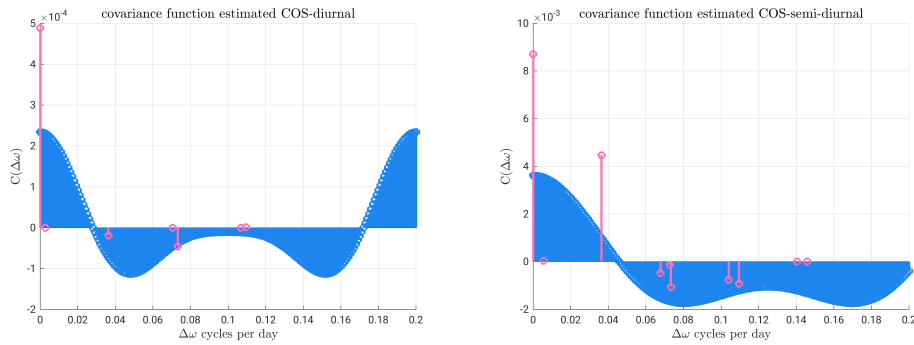 covariance function estimated COS-diurnal
×10⁻⁴
5
4
3
2
1
0
-1
-2
C(Δω)
0 0.02 0.04 0.06 0.08 0.10 0.12 0.14 0.16 0.18 0.2
Δω cycles per day
covariance function estimated COS-semi-diurnal
×10⁻³
10
8
6
4
2
0
-2
C(Δω)
0 0.02 0.04 0.06 0.08 0.10 0.12 0.14 0.16 0.18 0.2
Δω cycles per day